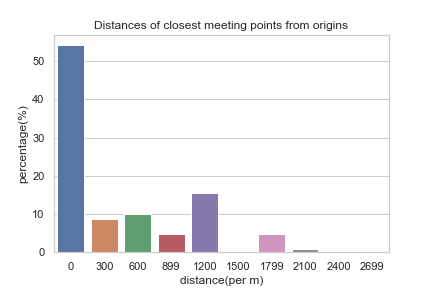 Distances of closest meeting points from origins
percentage(%)
50
40
30
20
10
0
0 300 600 899 1200 1500 1799 2100 2400 2699
distance(per m)